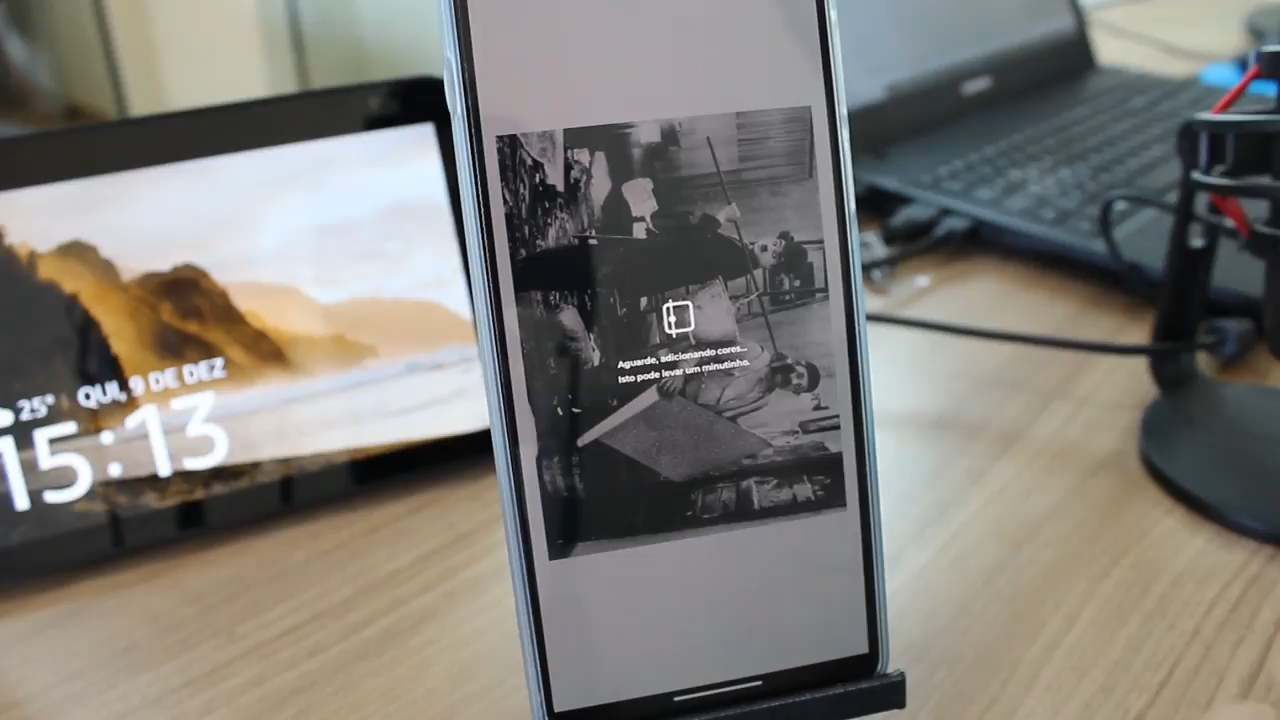 25° QUI, 9 DE DEZ
15:13
Aguarde, adicionando cores...
Isto pode levar um minutinho.